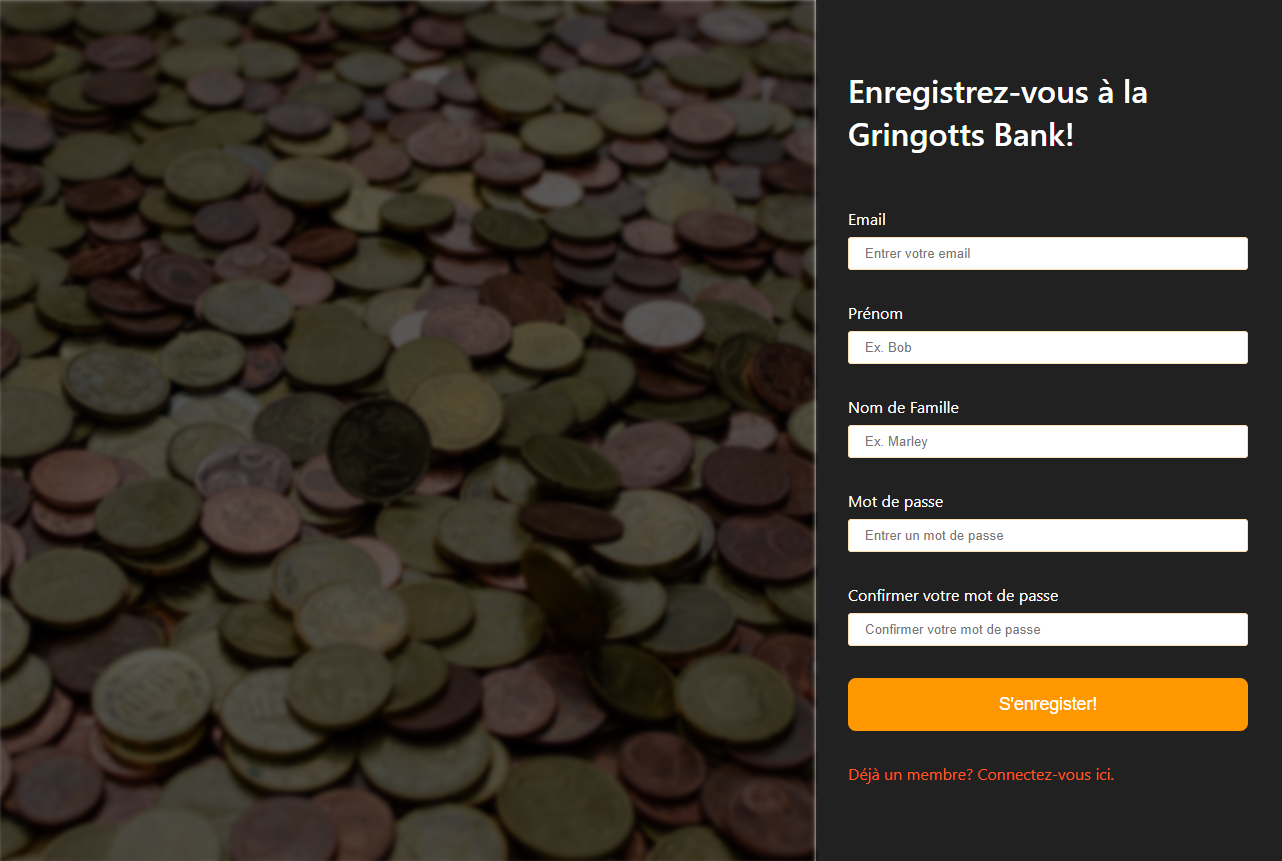 Enregistrez-vous à la
Gringotts Bank!
Email
Entrer votre email
Prénom
Ex. Bob
Nom de Famille
Ex. Marley
Mot de passe
Entrer un mot de passe
Confirmer votre mot de passe
Confirmer votre mot de passe
S'enregister!
Déjà un membre? Connectez-vous ici.